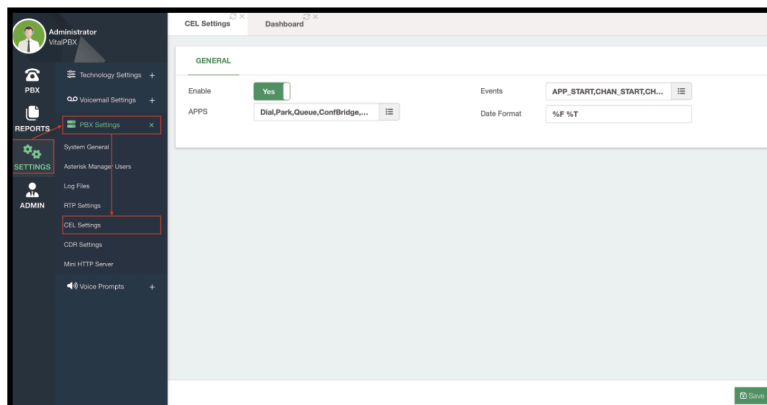 Administrator
VitalPBX
PBX
REPORTS
SETTINGS
ADMIN
Technology Settings +
Voicemail Settings +
PBX Settings ×
System General
Asterisk Manager Users
Log Files
RTP Settings
CEL Settings
CDR Settings
Mini HTTP Server
Voice Prompts +
CEL Settings
Dashboard
GENERAL
Enable Yes
Events APP_START,CHAN_START,CH...
APPS Dial,Park,Queue,ConfBridge,...
Date Format %F %T
Save